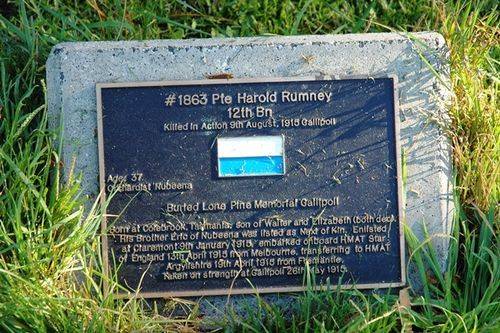 #1863 Pte Harold Rumney
12th Bn
Killed in Action 9th August, 1915 Gallipoli
Age: 37
Orchardist Nubeena
Buried Lone Pine Memorial Gallipoli
Born at Colebrook, Tasmania, son of Walter and Elizabeth (both dec).
His Brother Eric of Nubeena was listed as Next of Kin. Enlisted
at Claremont 9th January 1915, embarked onboard HMAT Star
of England 13th April 1915 from Melbourne, transferring to HMAT
Argyllshire 19th April 1915 from Fremantle.
Taken on strength at Gallipoli 26th May 1915.